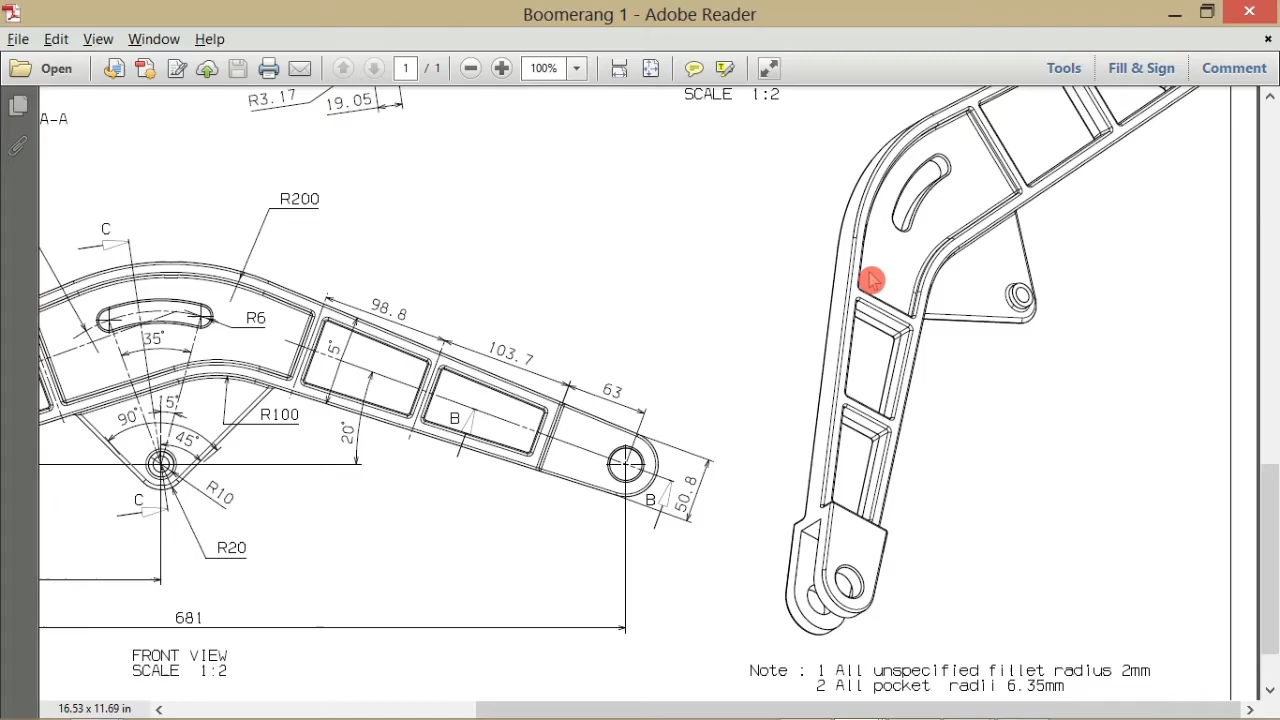 Boomerang 1 - Adobe Reader
File Edit View Window Help
Open 1 / 1 100% Tools Fill & Sign Comment
R3.17 19.05 SCALE 1:2
A-A
R200
C
98.8
R6
35°
5°
103.7
63
R100
B
15°
90°
45°
20°
R10
C
B
50.8
R20
681
FRONT VIEW
SCALE 1:2
Note : 1 All unspecified fillet radius 2mm
2 All pocket radii 6.35mm
16.53 x 11.69 in